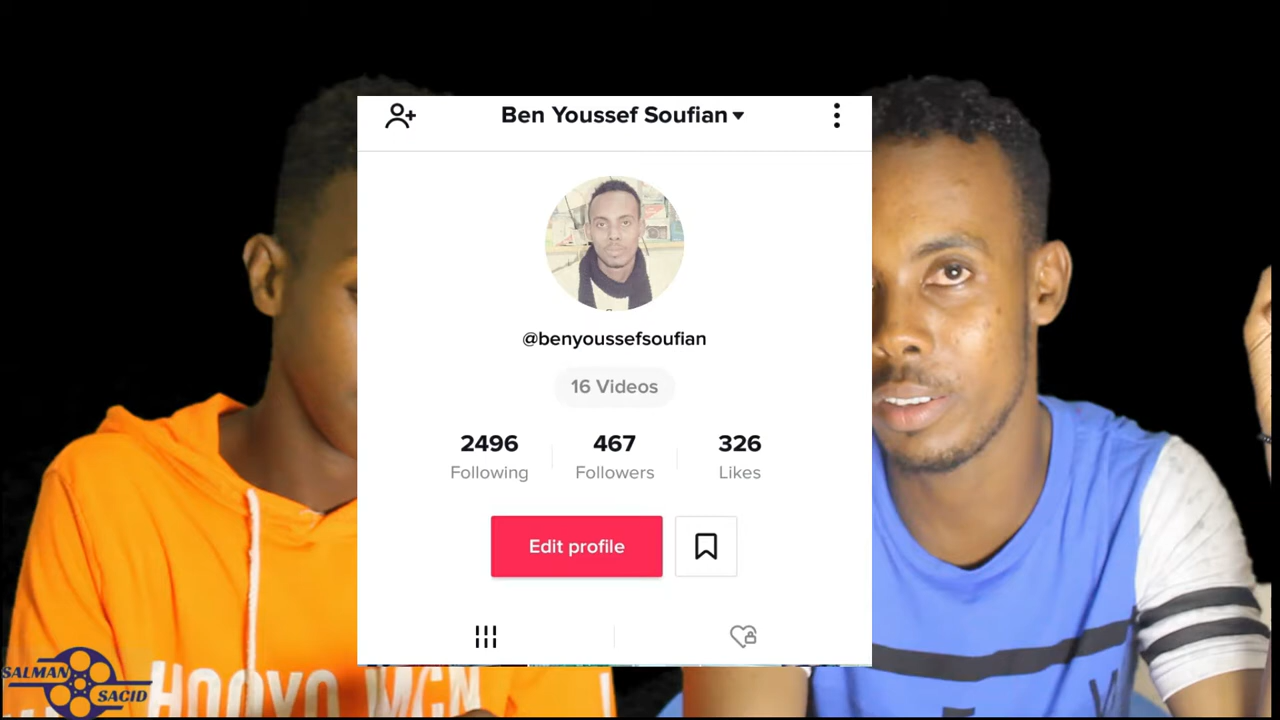 Ben Youssef Soufian
@benyoussefsoufian
16 Videos
2496 467 326
Following Followers Likes
Edit profile
SALMAN
SACID
HOOYO MCN